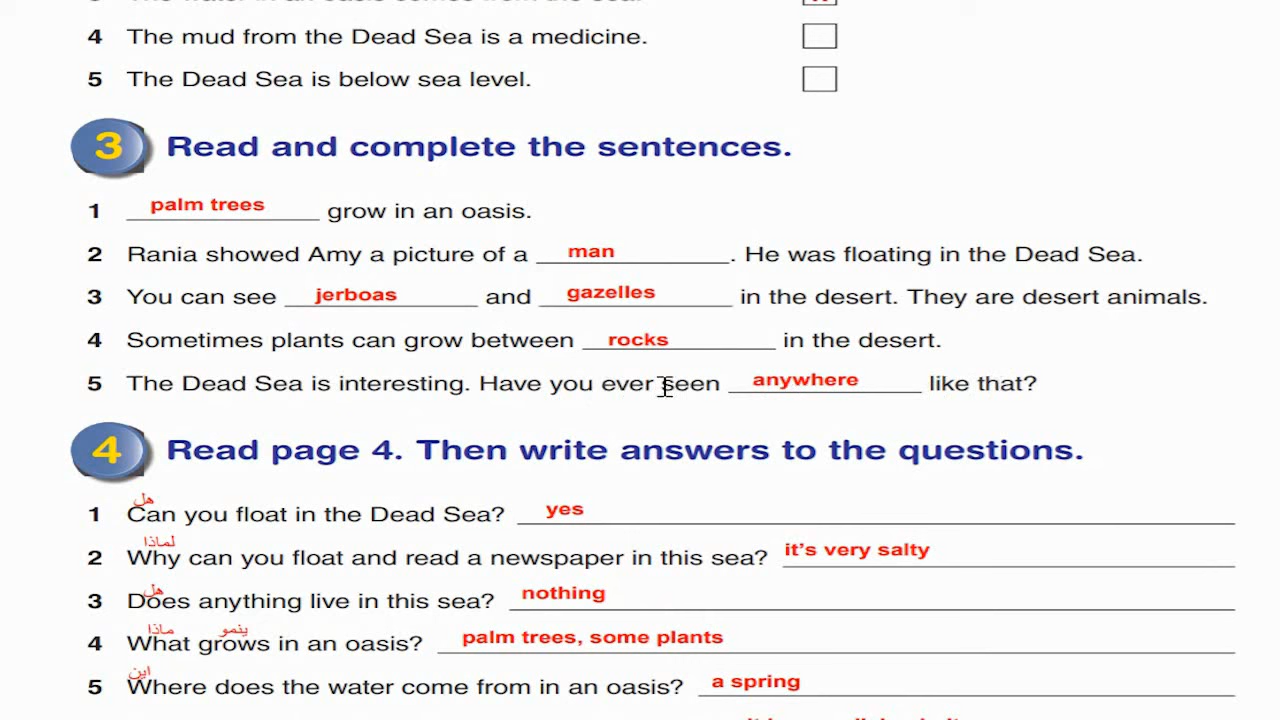 4 The mud from the Dead Sea is a medicine.
5 The Dead Sea is below sea level.
3 Read and complete the sentences.
1 palm trees grow in an oasis.
2 Rania showed Amy a picture of a man. He was floating in the Dead Sea.
3 You can see jerboas and gazelles in the desert. They are desert animals.
4 Sometimes plants can grow between rocks in the desert.
5 The Dead Sea is interesting. Have you ever seen anywhere like that?
4 Read page 4. Then write answers to the questions.
هل
1 Can you float in the Dead Sea? yes
لماذا
2 Why can you float and read a newspaper in this sea? it's very salty
هل
3 Does anything live in this sea? nothing
ماذا ينمو
4 What grows in an oasis? palm trees, some plants
اين
5 Where does the water come from in an oasis? a spring